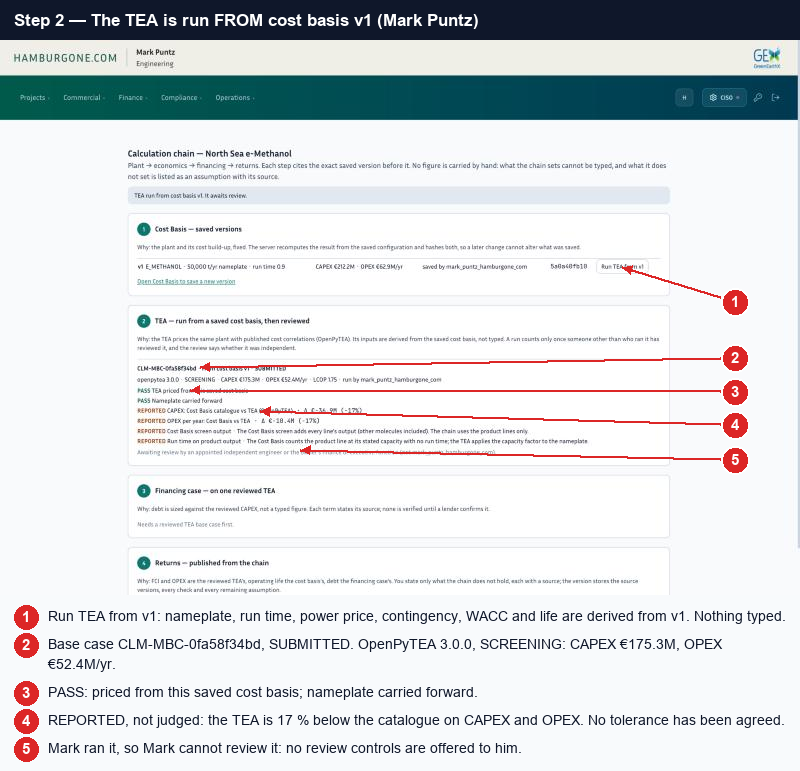 Step 2 — The TEA is run FROM cost basis v1 (Mark Puntz)
HAMBURGONE.COM
Mark Puntz
Engineering
GEX
GreenEarthX
Projects
Commercial
Finance
Compliance
Operations
H
CISO
Calculation chain — North Sea e-Methanol
Plant → economics → financing → returns. Each step cites the exact saved version before it. No figure is carried by hand: what the chain sets cannot be typed, and what it does
not set is listed as an assumption with its source.
TEA run from cost basis v1. It awaits review.
1 Cost Basis — saved versions
Why: the plant and its cost build-up, fixed. The server recomputes the result from the saved configuration and hashes both, so a later change cannot alter what was saved.
v1 E_METHANOL · 50,000 t/yr nameplate · run time 0.9 CAPEX €212.2M · OPEX €62.9M/yr saved by mark_puntz_hamburgone_com 5a0a40fb10 Run TEA from v1
Open Cost Basis to save a new version
1
2 TEA — run from a saved cost basis, then reviewed
Why: the TEA prices the same plant with published cost correlations (OpenPyTEA). Its inputs are derived from the saved cost basis, not typed. A run counts only once someone other than who ran it has
reviewed it, and the review says whether it was independent.
CLM-MBC-0fa58f34bd · from cost basis v1 · SUBMITTED
2
openpytea 3.0.0 · SCREENING · CAPEX €175.3M · OPEX €52.4M/yr · LCOP 1.75 · run by mark_puntz_hamburgone_com
PASS TEA priced from this saved cost basis
3
PASS Nameplate carried forward
REPORTED CAPEX: Cost Basis catalogue vs TEA · Δ €-36.9M (-17%)
REPORTED OPEX per year: Cost Basis vs TEA · Δ €-10.4M (-17%)
4
REPORTED Cost Basis screen output · The Cost Basis screen adds every line's output (other molecules included). The chain uses the product lines only.
REPORTED Run time on product output · The Cost Basis counts the product line at its stated capacity with no run time; the TEA applies the capacity factor to the nameplate.
Awaiting review by an appointed independent engineer or the
5
3 Financing case — on one reviewed TEA
Why: debt is sized against the reviewed CAPEX, not a typed figure. Each term states its source; none is verified until a lender confirms it.
Needs a reviewed TEA base case first.
4 Returns — published from the chain
Why: FCI and OPEX are the reviewed TEA's, operating life the cost basis's, debt the financing case's. You state only what the chain does not hold, each with a source; the version stores the source
versions, every check and every remaining assumption.
1 Run TEA from v1: nameplate, run time, power price, contingency, WACC and life are derived from v1. Nothing typed.
2 Base case CLM-MBC-0fa58f34bd, SUBMITTED. OpenPyTEA 3.0.0, SCREENING: CAPEX €175.3M, OPEX
€52.4M/yr.
3 PASS: priced from this saved cost basis; nameplate carried forward.
4 REPORTED, not judged: the TEA is 17 % below the catalogue on CAPEX and OPEX. No tolerance has been agreed.
5 Mark ran it, so Mark cannot review it: no review controls are offered to him.